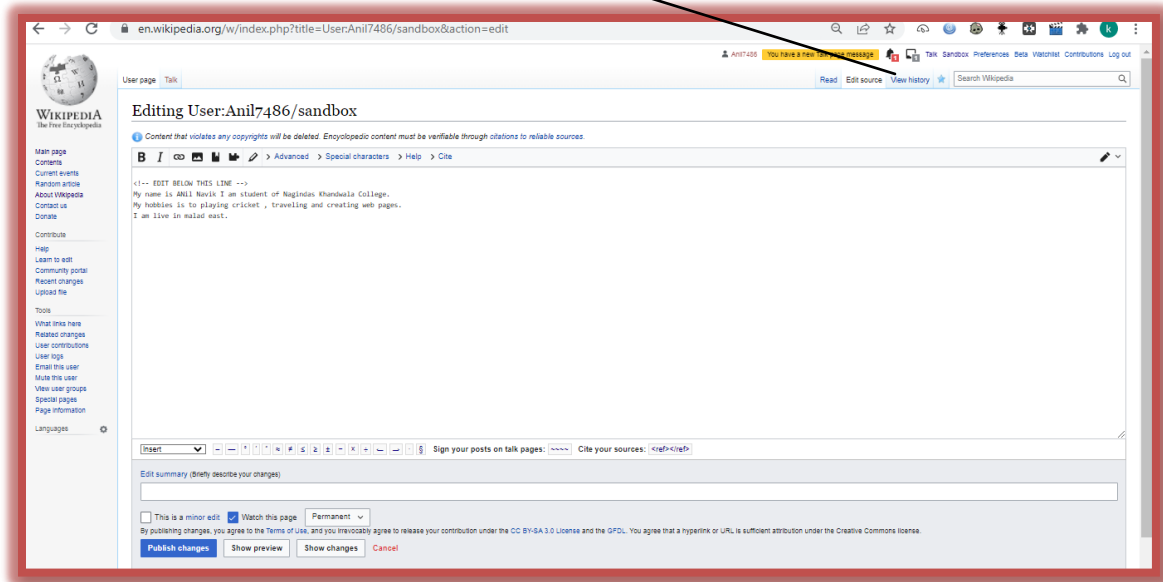 en.wikipedia.org/w/index.php?title=User:Anil7486/sandbox&action=edit
k
Anil7486 You have a new Talk page message 1 1 Talk Sandbox Preferences Beta Watchlist Contributions Log out
User page Talk
Read Edit source View history Search Wikipedia
WIKIPEDIA
The Free Encyclopedia
Editing User:Anil7486/sandbox
Content that violates any copyrights will be deleted. Encyclopedic content must be verifiable through citations to reliable sources.
B I > Advanced > Special characters > Help > Cite
<!-- EDIT BELOW THIS LINE -->
My name is ANil Navik I am student of Nagindas Khandwala College.
My hobbies is to playing cricket , traveling and creating web pages.
I am live in malad east.
Main page
Contents
Current events
Random article
About Wikipedia
Contact us
Donate
Contribute
Help
Learn to edit
Community portal
Recent changes
Upload file
Tools
What links here
Related changes
User contributions
User logs
Email this user
Mute this user
View user groups
Special pages
Page information
Languages
Insert – — ° ′ ″ ≈ ≠ ≤ ≥ ± − × ÷ ← → · § Sign your posts on talk pages: ~~~~ Cite your sources: <ref></ref>
Edit summary (Briefly describe your changes)
This is a minor edit Watch this page Permanent
By publishing changes, you agree to the Terms of Use, and you irrevocably agree to release your contribution under the CC BY-SA 3.0 License and the GFDL. You agree that a hyperlink or URL is sufficient attribution under the Creative Commons license.
Publish changes Show preview Show changes Cancel